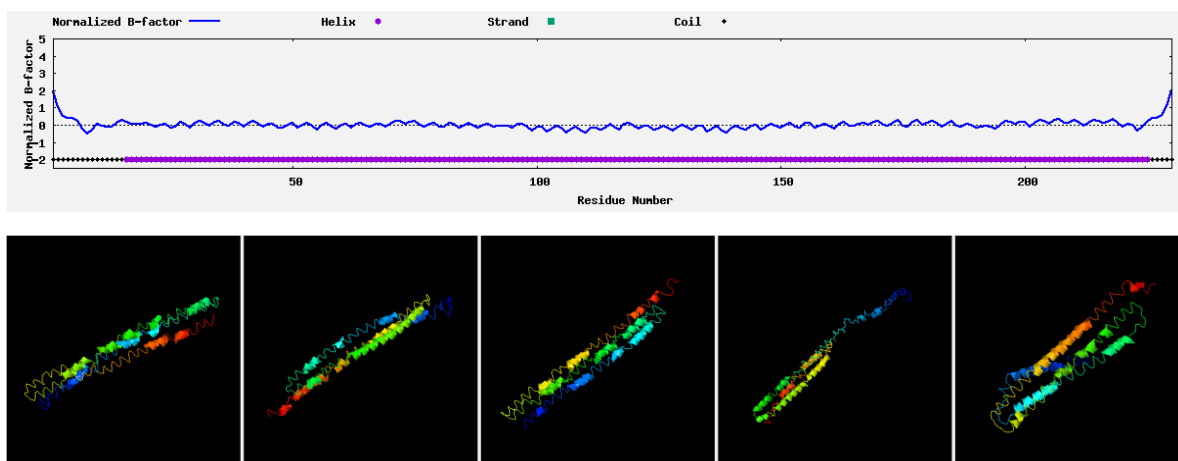 Normalized B-factor Helix Strand Coil
Normalized B-factor
5
4
3
2
1
0
-1
-2
50 100 150 200
Residue Number